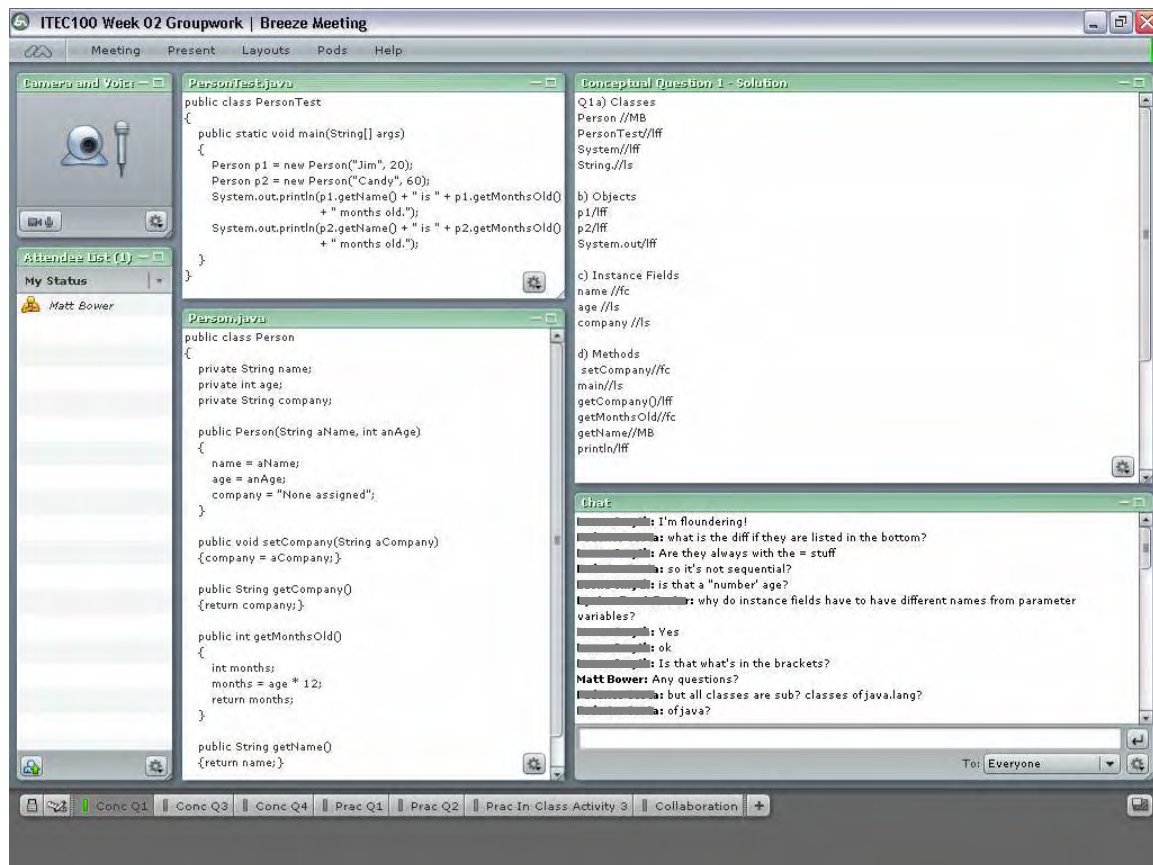 ITEC100 Week 02 Groupwork | Breeze Meeting
Meeting Present Layouts Pods Help
Camera and Voice
Attendee List (1)
My Status
Matt Bower
PersonTest.java
public class PersonTest
{
public static void main(String[] args)
{
Person p1 = new Person("Jim", 20);
Person p2 = new Person("Candy", 60);
System.out.println(p1.getName() + " is " + p1.getMonthsOld()
+ " months old.");
System.out.println(p2.getName() + " is " + p2.getMonthsOld()
+ " months old.");
}
}
Person.java
public class Person
{
private String name;
private int age;
private String company;
public Person(String aName, int anAge)
{
name = aName;
age = anAge;
company = "None assigned";
}
public void setCompany(String aCompany)
{company = aCompany;}
public String getCompany()
{return company;}
public int getMonthsOld()
{
int months;
months = age * 12;
return months;
}
public String getName()
{return name;}
Conceptual Question 1 - Solution
Q1a) Classes
Person //MB
PersonTest//lff
System//lff
String.//ls
b) Objects
p1/lff
p2/lff
System.out/lff
c) Instance Fields
name //fc
age //ls
company //ls
d) Methods
setCompany//fc
main//ls
getCompany()/lff
getMonthsOld//fc
getName//MB
println/lff
Chat
: I'm floundering!
a: what is the diff if they are listed in the bottom?
: Are they always with the = stuff
a: so it's not sequential?
: is that a "number' age?
r: why do instance fields have to have different names from parameter
variables?
: Yes
: ok
: Is that what's in the brackets?
Matt Bower: Any questions?
a: but all classes are sub? classes of java.lang?
a: of java?
To: Everyone
Conc Q1 Conc Q3 Conc Q4 Prac Q1 Prac Q2 Prac In Class Activity 3 Collaboration +